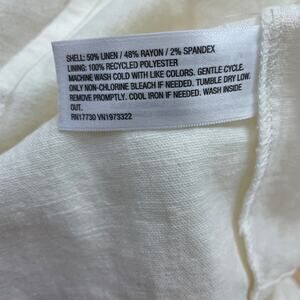 SHELL: 50% LINEN / 48% RAYON / 2% SPANDEX
LINING: 100% RECYCLED POLYESTER
MACHINE WASH COLD WITH LIKE COLORS. GENTLE CYCLE.
ONLY NON-CHLORINE BLEACH IF NEEDED. TUMBLE DRY LOW.
REMOVE PROMPTLY. COOL IRON IF NEEDED. WASH INSIDE
OUT.
RN17730 VN1973322